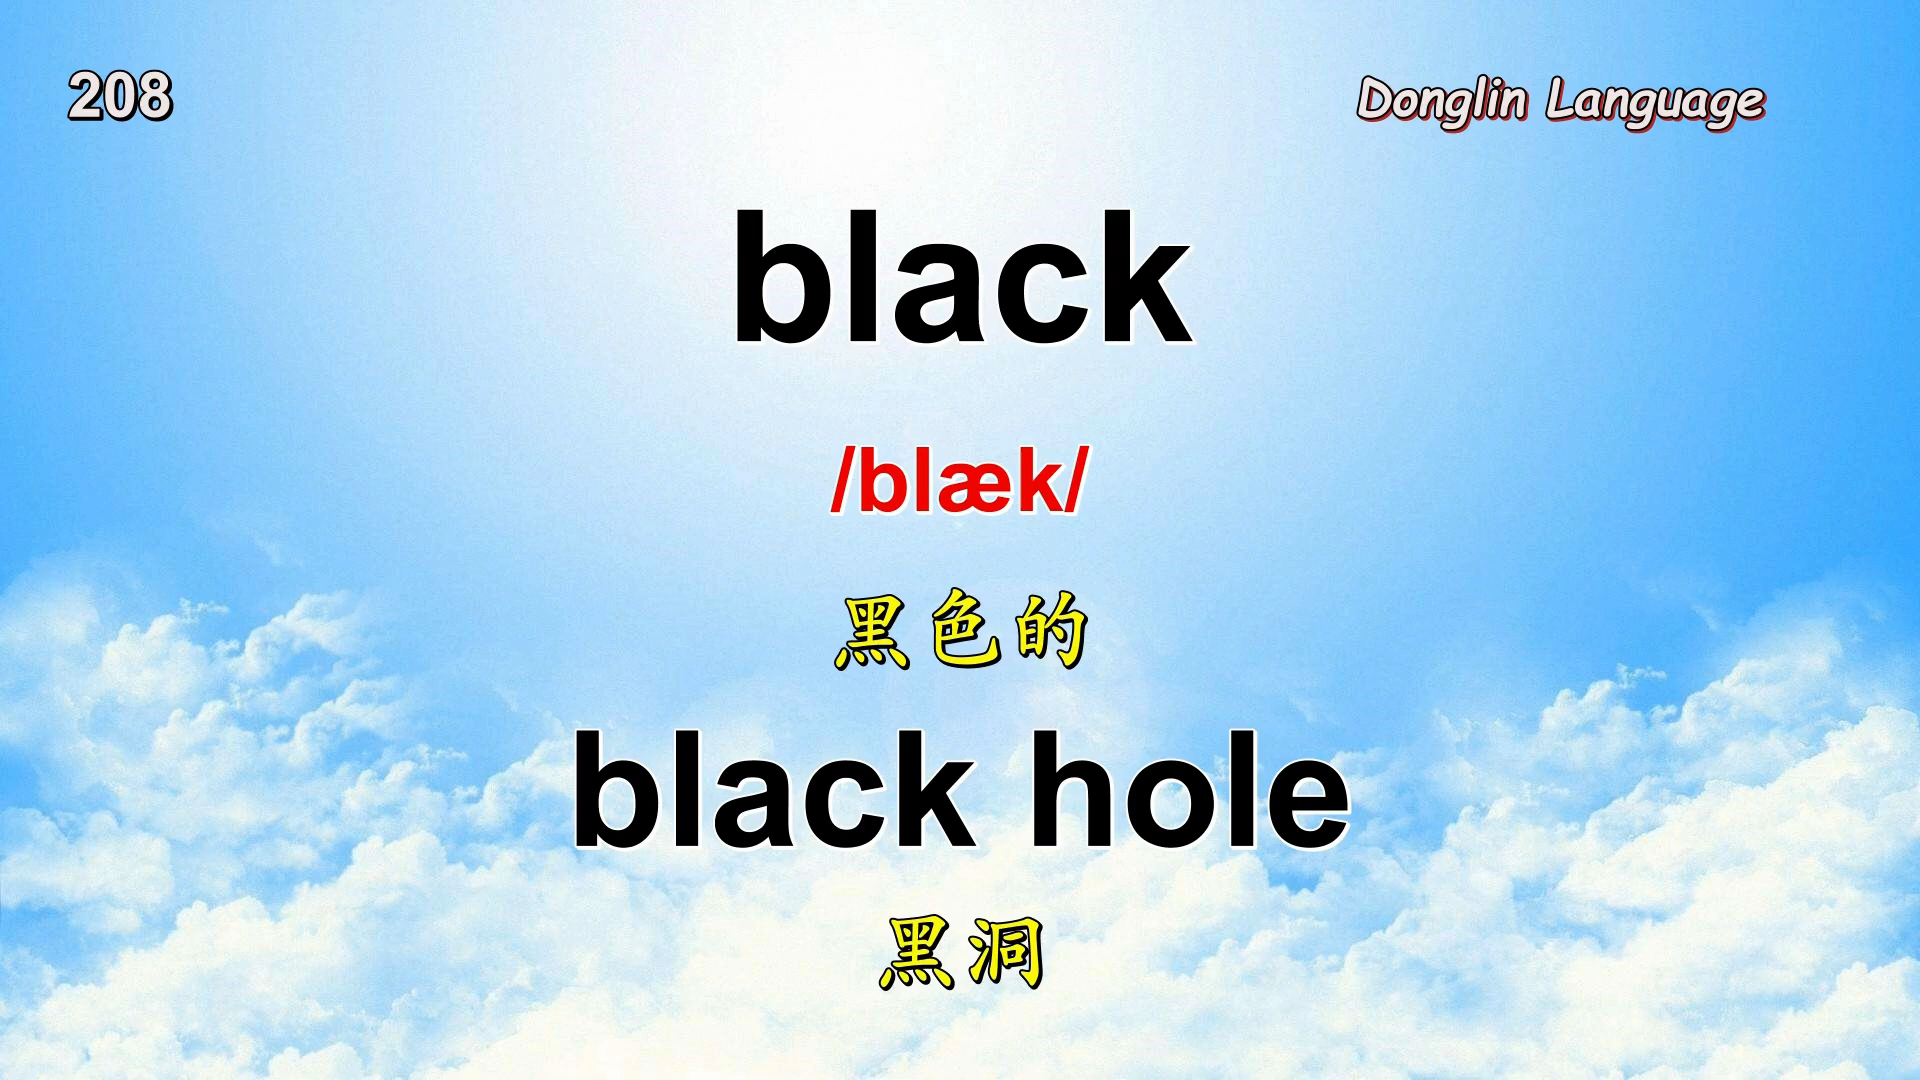 208
Donglin Language
black
/blæk/
黑色的
black hole
黑洞